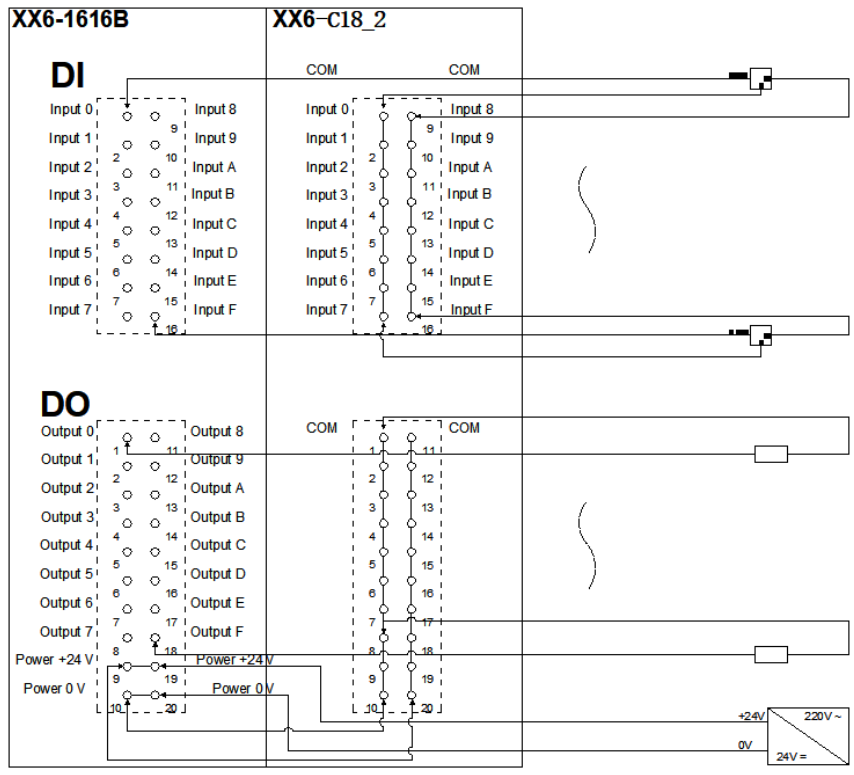 XX6-1616B XX6-C18_2
DI COM COM
Input 0 Input 8 Input 0 Input 8
9 9
Input 1 Input 9 Input 1 Input 9
2 10 2 10
Input 2 Input A Input 2 Input A
3 11 3 11
Input 3 Input B Input 3 Input B
4 12 4 12
Input 4 Input C Input 4 Input C
5 13 5 13
Input 5 Input D Input 5 Input D
6 14 6 14
Input 6 Input E Input 6 Input E
7 15 7 15
Input 7 Input F Input 7 Input F
16 16
DO
Output 0 Output 8 COM COM
1 11 1 11
Output 1 Output 9
2 12 2 12
Output 2 Output A
3 13 3 13
Output 3 Output B
4 14 4 14
Output 4 Output C
5 15 5 15
Output 5 Output D
6 16 6 16
Output 6 Output E
7 17 7 17
Output 7 Output F
8 18 8 18
Power +24 V Power +24 V
9 19 9 19
Power 0 V Power 0 V
10 20 10 20
+24V 220V ~
0V
24V =